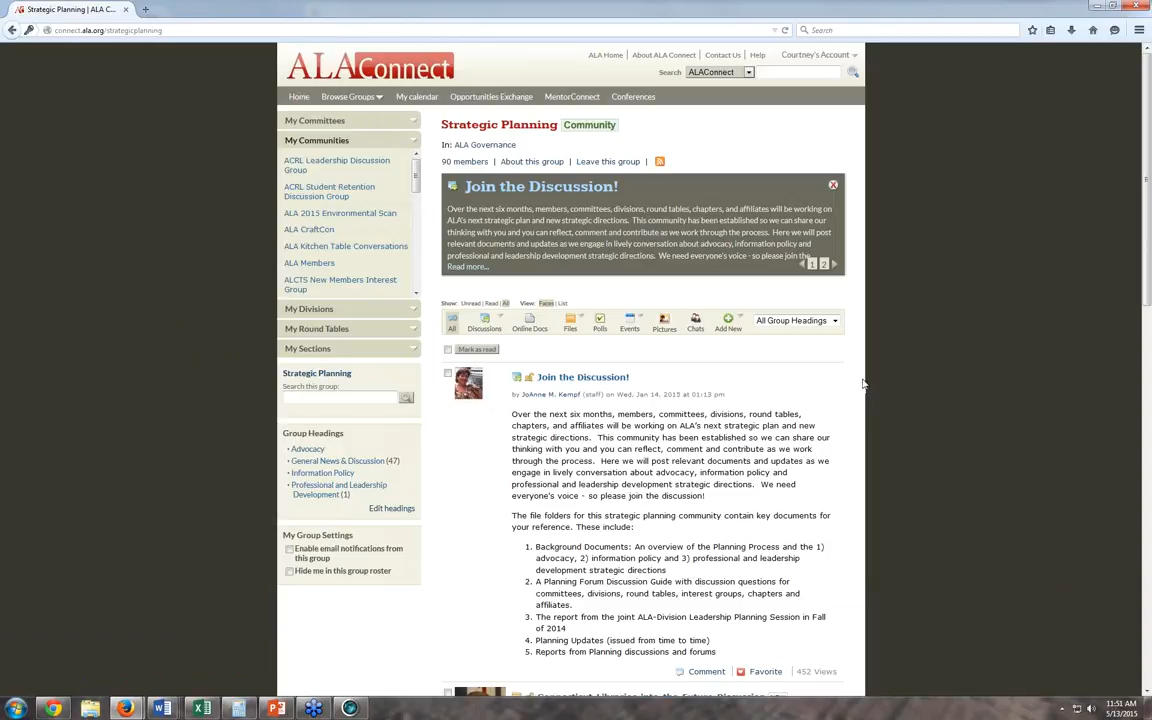 Strategic Planning | ALA C...
connect.ala.org/strategicplanning
Search
ALAConnect
ALA Home | About ALA Connect | Contact Us | Help
Courtney's Account
Search ALAConnect
Home Browse Groups My calendar Opportunities Exchange MentorConnect Conferences
My Committees
My Communities
ACRL Leadership Discussion
Group
ACRL Student Retention
Discussion Group
ALA 2015 Environmental Scan
ALA CraftCon
ALA Kitchen Table Conversations
ALA Members
ALCTS New Members Interest
Group
My Divisions
My Round Tables
My Sections
Strategic Planning
Search this group:
Group Headings
• Advocacy
• General News & Discussion (47)
• Information Policy
• Professional and Leadership
Development (1)
Edit headings
My Group Settings
Enable email notifications from
this group
Hide me in this group roster
Strategic Planning Community
In: ALA Governance
90 members | About this group | Leave this group |
Join the Discussion!
Over the next six months, members, committees, divisions, round tables, chapters, and affiliates will be working on
ALA's next strategic plan and new strategic directions. This community has been established so we can share our
thinking with you and you can reflect, comment and contribute as we work through the process. Here we will post
relevant documents and updates as we engage in lively conversation about advocacy, information policy and
professional and leadership development strategic directions. We need everyone's voice - so please join the
Read more...
1 2
Show: Unread | Read | All View: Faces | List
All Discussions Online Docs Files Polls Events Pictures Chats Add New All Group Headings
Mark as read
Join the Discussion!
by JoAnne M. Kempf (staff) on Wed, Jan 14, 2015 at 01:13 pm
Over the next six months, members, committees, divisions, round tables,
chapters, and affiliates will be working on ALA's next strategic plan and new
strategic directions. This community has been established so we can share our
thinking with you and you can reflect, comment and contribute as we work
through the process. Here we will post relevant documents and updates as we
engage in lively conversation about advocacy, information policy and
professional and leadership development strategic directions. We need
everyone's voice - so please join the discussion!
The file folders for this strategic planning community contain key documents for
your reference. These include:
1. Background Documents: An overview of the Planning Process and the 1)
advocacy, 2) information policy and 3) professional and leadership
development strategic directions
2. A Planning Forum Discussion Guide with discussion questions for
committees, divisions, round tables, interest groups, chapters and
affiliates.
3. The report from the joint ALA-Division Leadership Planning Session in Fall
of 2014
4. Planning Updates (issued from time to time)
5. Reports from Planning discussions and forums
Comment Favorite 452 Views
Connecticut Libraries into the Future Discussion
11:51 AM
5/13/2015